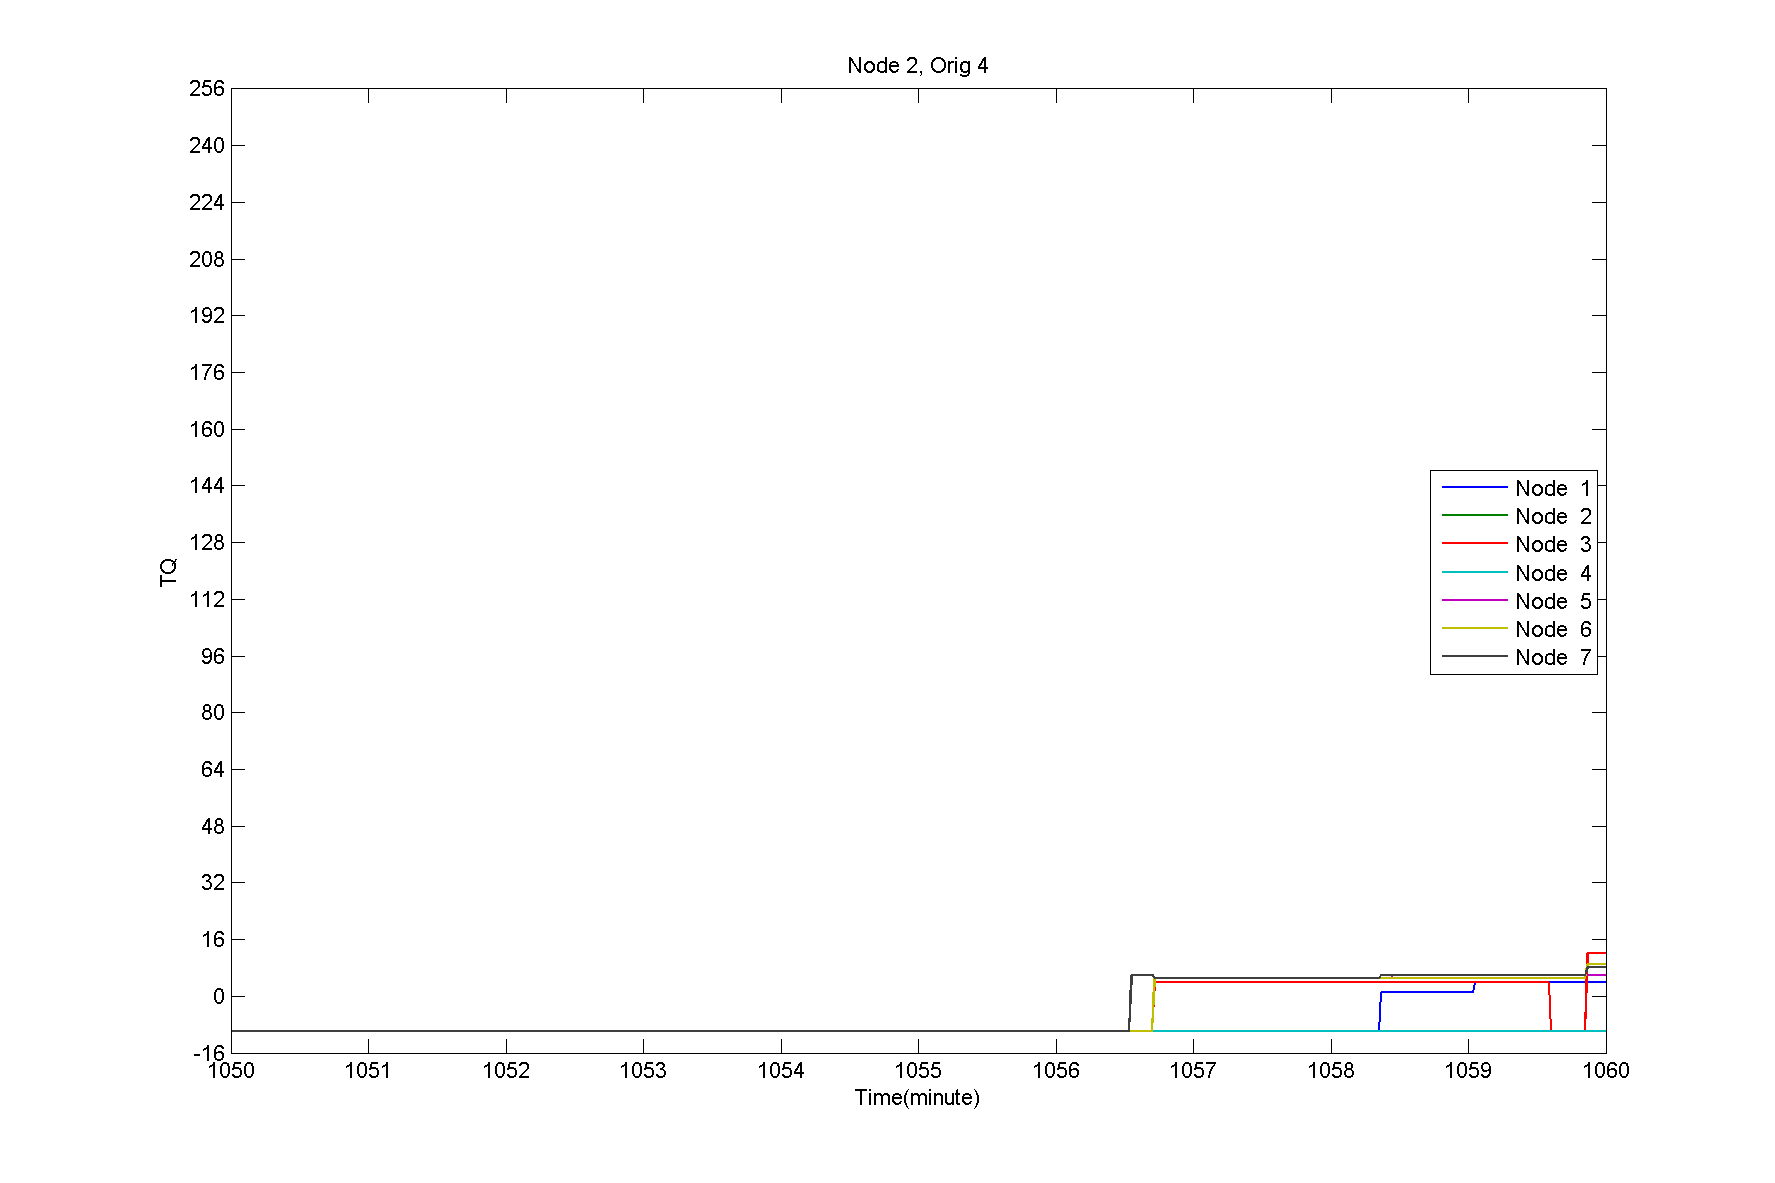 Node 2, Orig 4
256
240
224
208
192
176
160
144
128
112
96
80
64
48
32
16
0
-16
TQ
Node 1
Node 2
Node 3
Node 4
Node 5
Node 6
Node 7
1050 1051 1052 1053 1054 1055 1056 1057 1058 1059 1060
Time(minute)